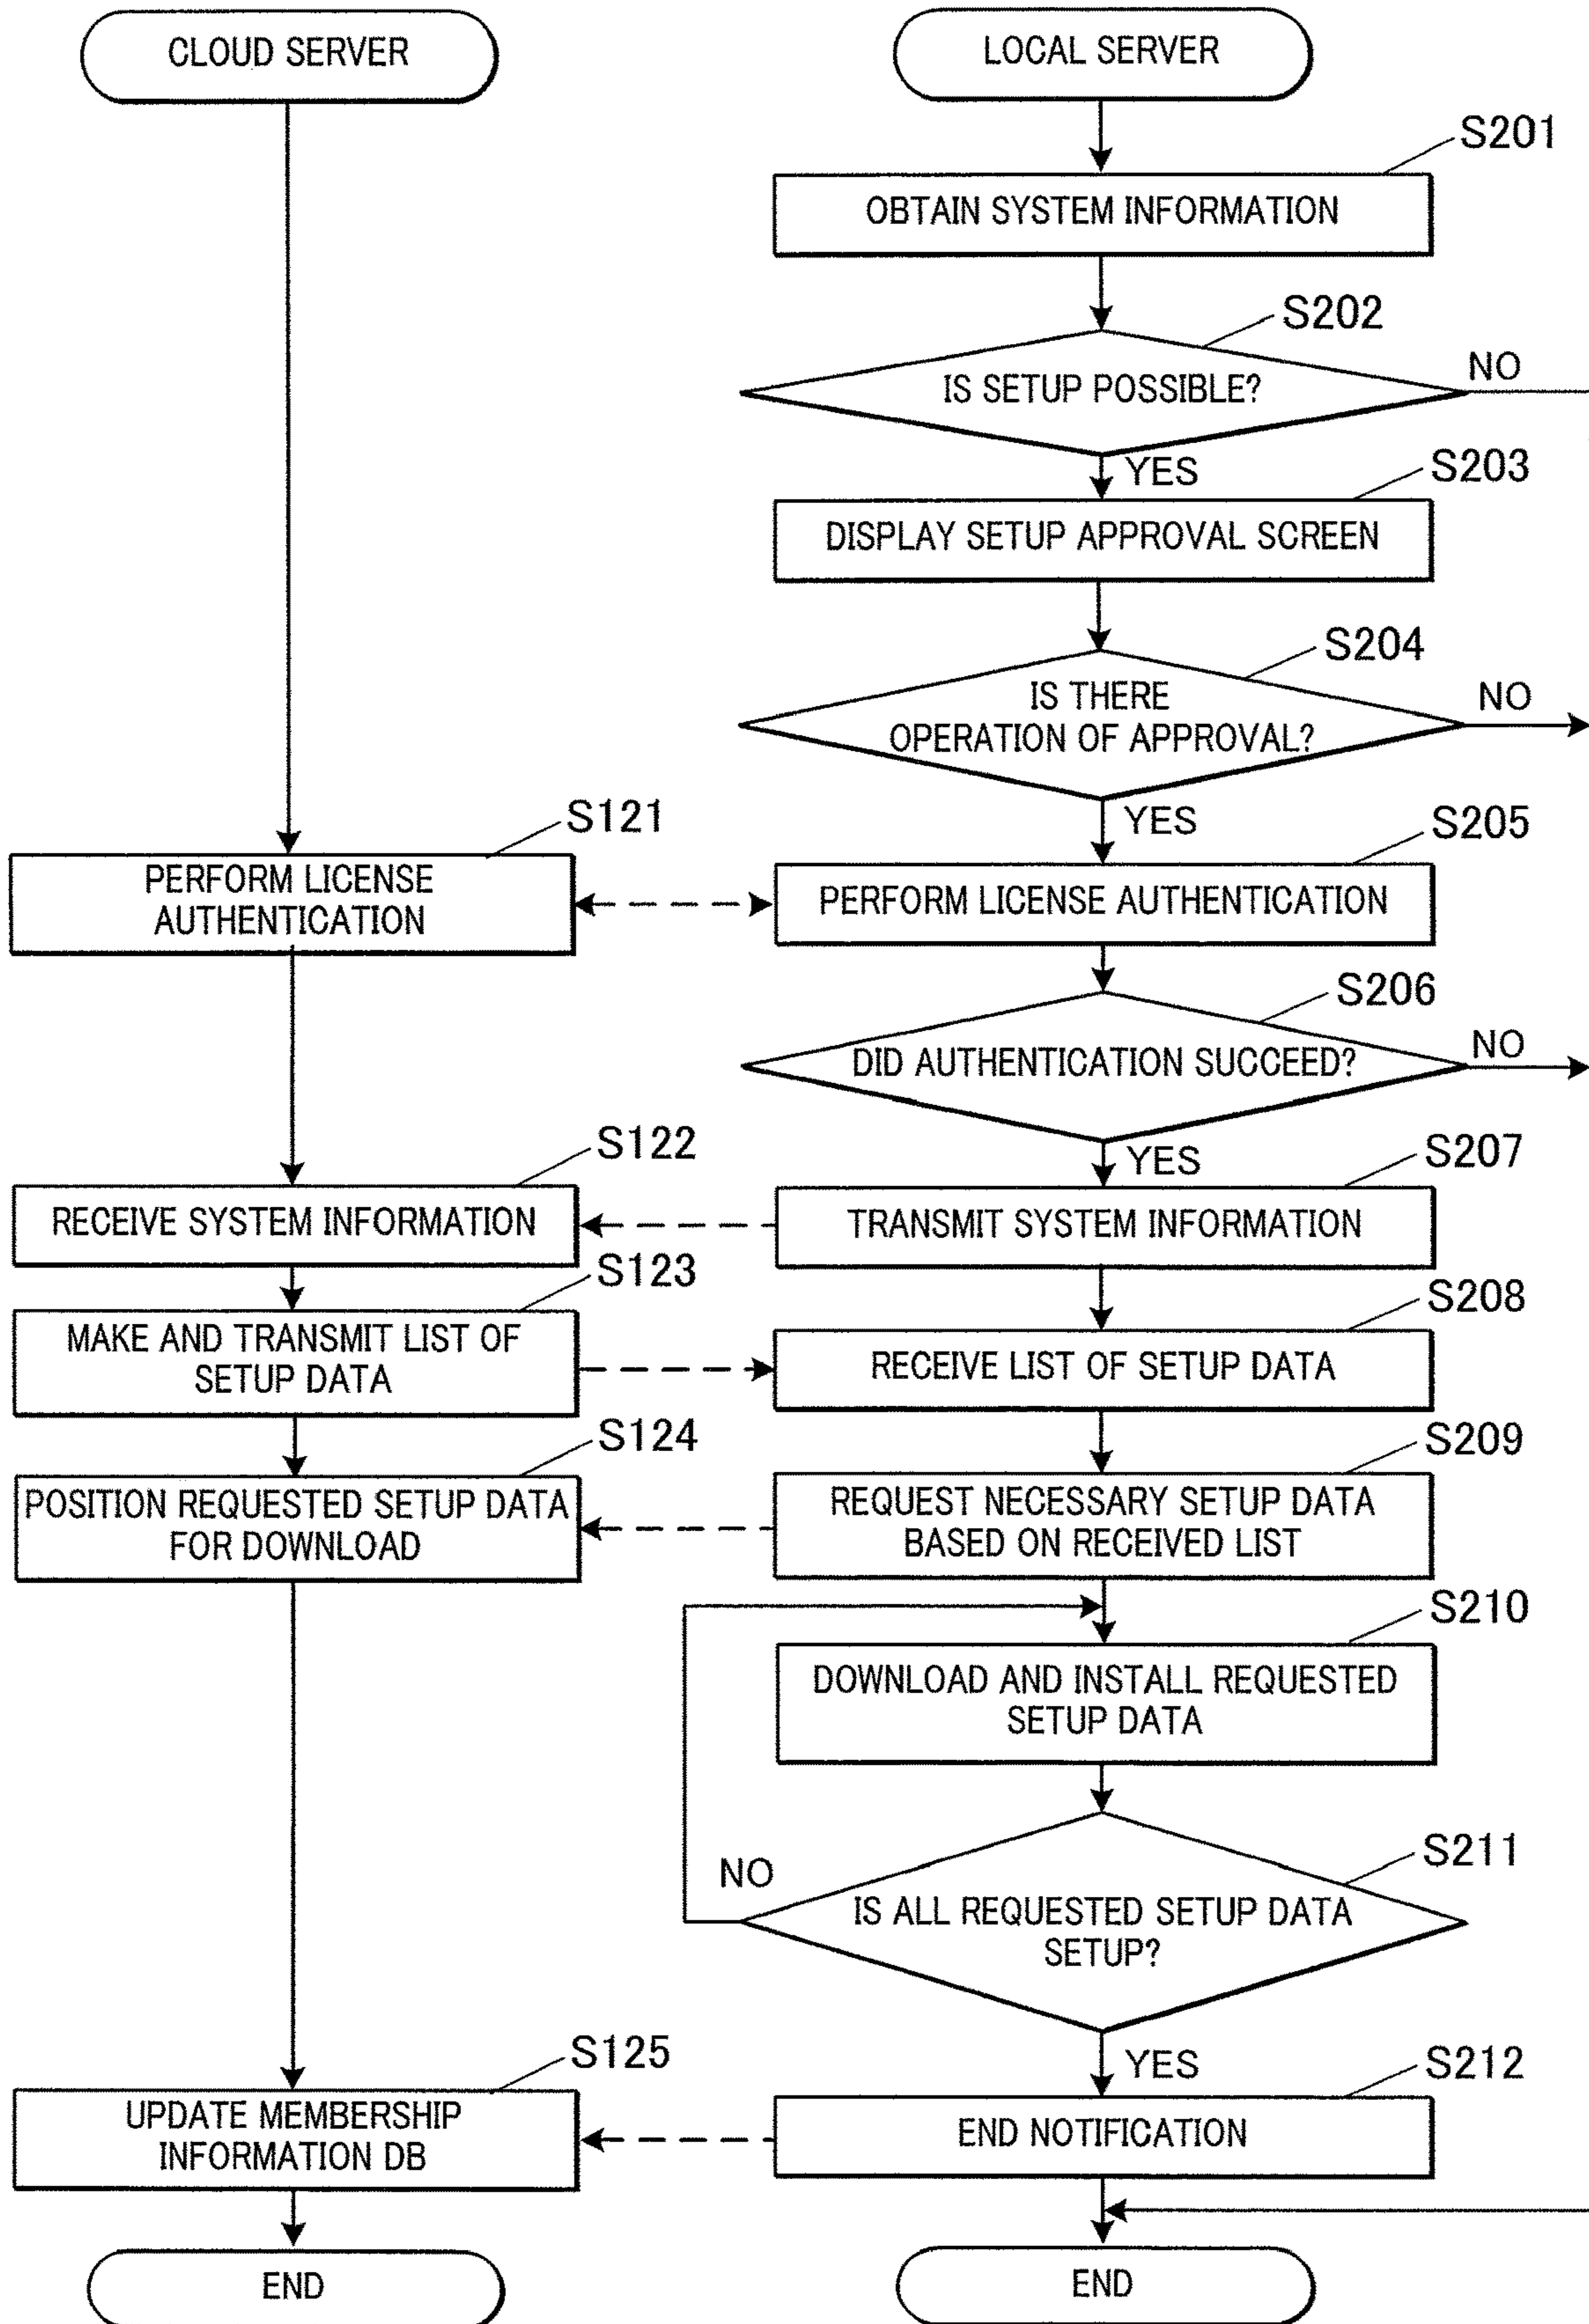 CLOUD SERVER
LOCAL SERVER
S201
OBTAIN SYSTEM INFORMATION
S202
IS SETUP POSSIBLE?
NO
YES
S203
DISPLAY SETUP APPROVAL SCREEN
S204
IS THERE
OPERATION OF APPROVAL?
NO
YES
S121
PERFORM LICENSE
AUTHENTICATION
S205
PERFORM LICENSE AUTHENTICATION
S206
DID AUTHENTICATION SUCCEED?
NO
YES
S122
RECEIVE SYSTEM INFORMATION
S207
TRANSMIT SYSTEM INFORMATION
S123
MAKE AND TRANSMIT LIST OF
SETUP DATA
S208
RECEIVE LIST OF SETUP DATA
S124
POSITION REQUESTED SETUP DATA
FOR DOWNLOAD
S209
REQUEST NECESSARY SETUP DATA
BASED ON RECEIVED LIST
S210
DOWNLOAD AND INSTALL REQUESTED
SETUP DATA
S211
NO
IS ALL REQUESTED SETUP DATA
SETUP?
YES
S125
UPDATE MEMBERSHIP
INFORMATION DB
S212
END NOTIFICATION
END
END